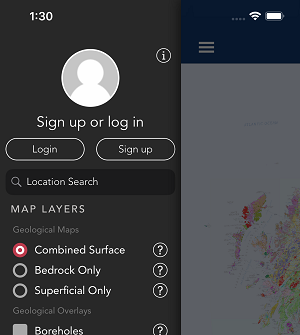 1:30
Sign up or log in
Login Sign up
Location Search
MAP LAYERS
Geological Maps
Combined Surface
Bedrock Only
Superficial Only
Geological Overlays
Boreholes